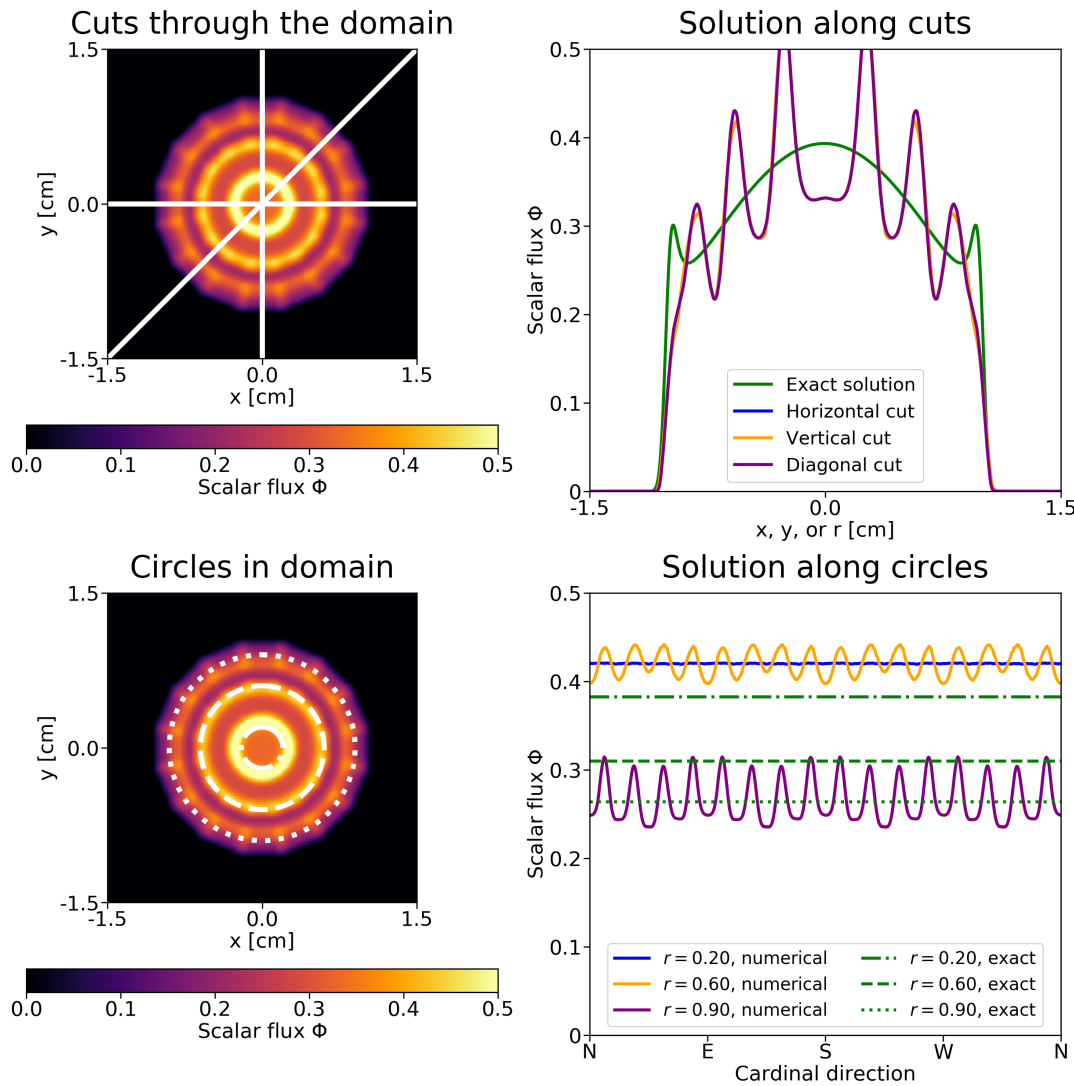 Cuts through the domain
1.5
0.0
-1.5
y [cm]
-1.5 0.0 1.5
x [cm]
0.0 0.1 0.2 0.3 0.4 0.5
Scalar flux Φ
Solution along cuts
0.5
0.4
0.3
0.2
0.1
0
Scalar flux Φ
Exact solution
Horizontal cut
Vertical cut
Diagonal cut
-1.5 0.0 1.5
x, y, or r [cm]
Circles in domain
1.5
0.0
-1.5
y [cm]
-1.5 0.0 1.5
x [cm]
0.0 0.1 0.2 0.3 0.4 0.5
Scalar flux Φ
Solution along circles
0.5
0.4
0.3
0.2
0.1
0
Scalar flux Φ
r = 0.20, numerical
r = 0.60, numerical
r = 0.90, numerical
r = 0.20, exact
r = 0.60, exact
r = 0.90, exact
N E S W N
Cardinal direction